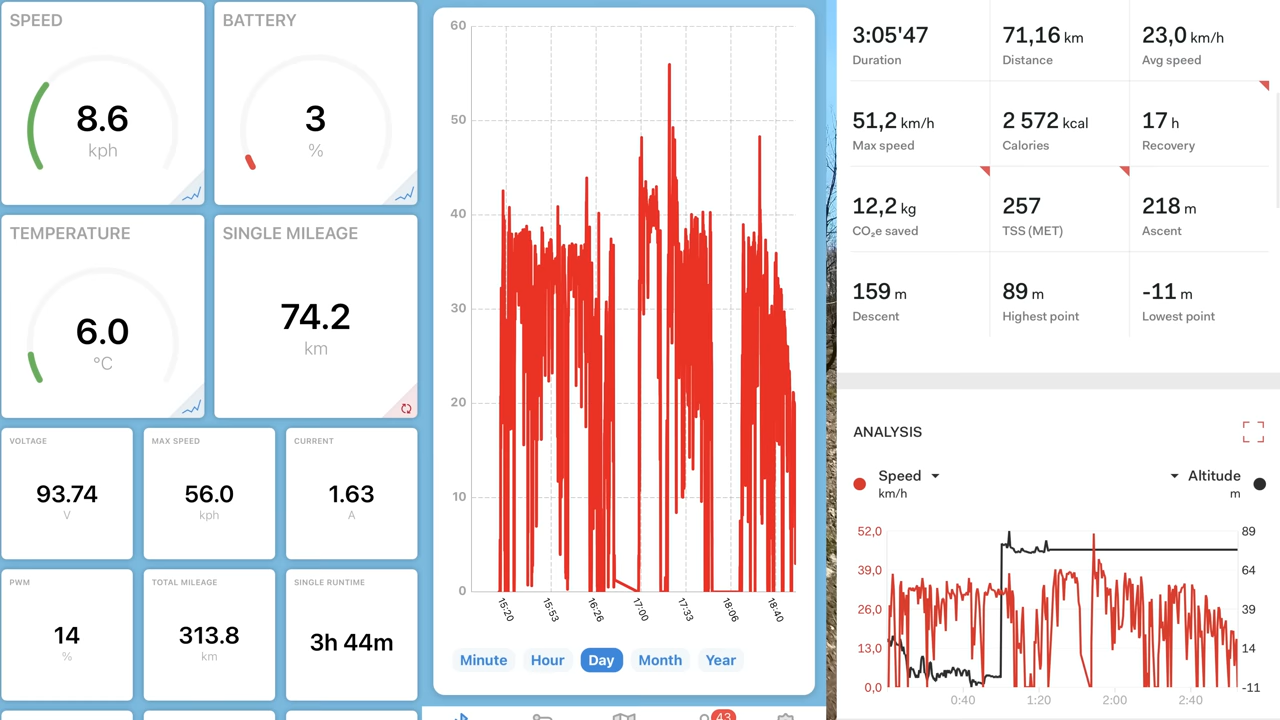 SPEED
8.6
kph
BATTERY
3
%
TEMPERATURE
6.0
°C
SINGLE MILEAGE
74.2
km
VOLTAGE
93.74
V
MAX SPEED
56.0
kph
CURRENT
1.63
A
PWM
14
%
TOTAL MILEAGE
313.8
km
SINGLE RUNTIME
3h 44m
60
50
40
30
20
10
0
15:20
15:53
16:26
17:00
17:33
18:06
18:40
Minute
Hour
Day
Month
Year
43
3:05'47
Duration
71,16 km
Distance
23,0 km/h
Avg speed
51,2 km/h
Max speed
2 572 kcal
Calories
17 h
Recovery
12,2 kg
CO₂e saved
257
TSS (MET)
218 m
Ascent
159 m
Descent
89 m
Highest point
-11 m
Lowest point
ANALYSIS
Speed
km/h
Altitude
m
52,0
39,0
26,0
13,0
0,0
89
64
39
14
-11
0:40
1:20
2:00
2:40